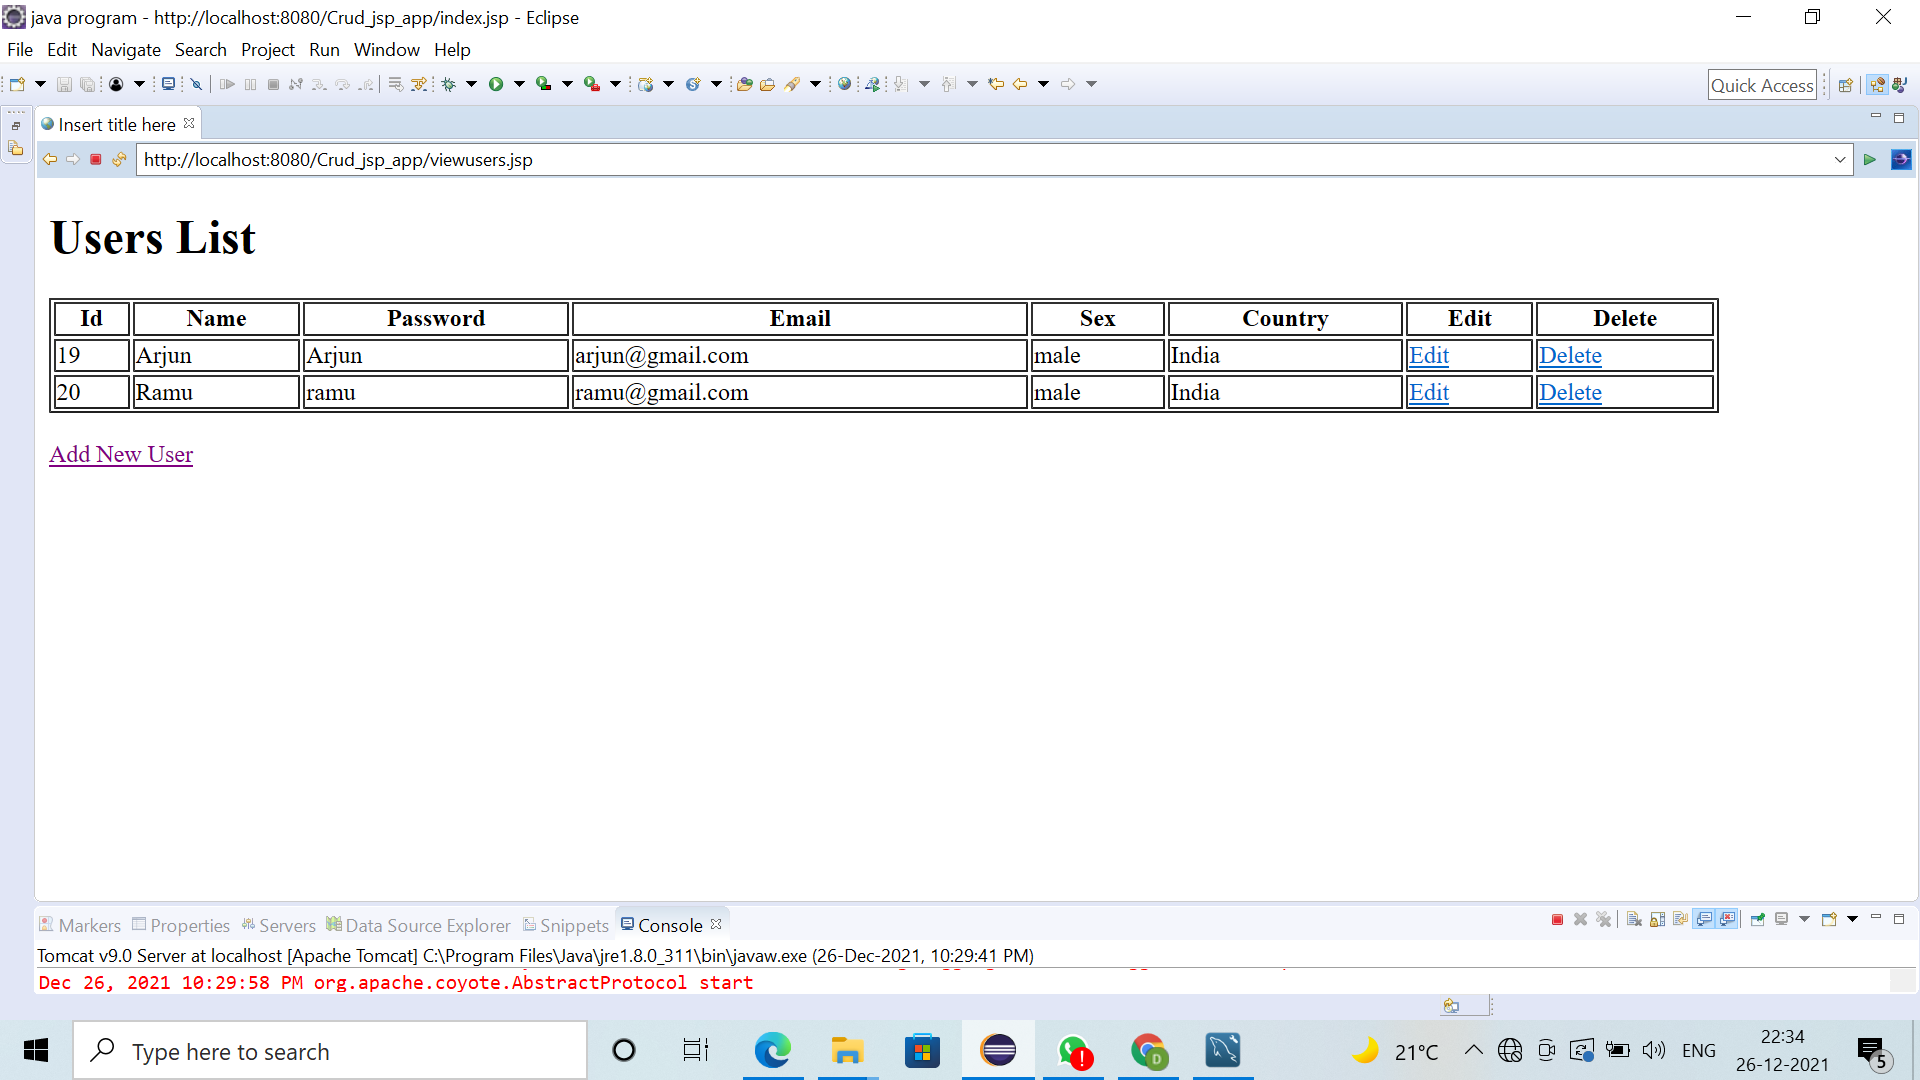 java program - http://localhost:8080/Crud_jsp_app/index.jsp - Eclipse
File Edit Navigate Search Project Run Window Help
Quick Access
Insert title here
http://localhost:8080/Crud_jsp_app/viewusers.jsp
Users List
Id Name Password Email Sex Country Edit Delete
19 Arjun Arjun arjun@gmail.com male India Edit Delete
20 Ramu ramu ramu@gmail.com male India Edit Delete
Add New User
Markers Properties Servers Data Source Explorer Snippets Console
Tomcat v9.0 Server at localhost [Apache Tomcat] C:\Program Files\Java\jre1.8.0_311\bin\javaw.exe (26-Dec-2021, 10:29:41 PM)
Dec 26, 2021 10:29:58 PM org.apache.coyote.AbstractProtocol start
Type here to search
D
21°C
ENG
22:34
26-12-2021
5